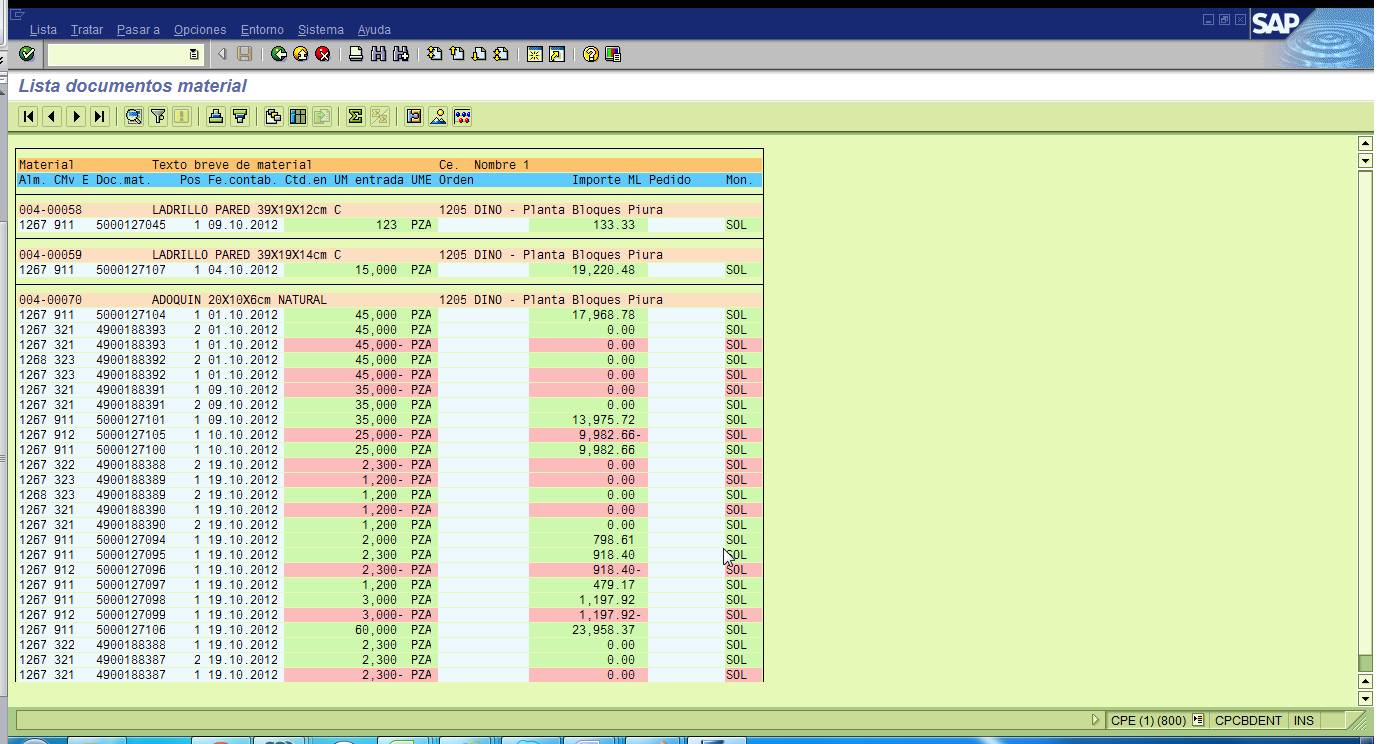 Lista Tratar Pasar a Opciones Entorno Sistema Ayuda
SAP
Lista documentos material
Material Texto breve de material Ce. Nombre 1
Alm. CMv E Doc.mat. Pos Fe.contab. Ctd.en UM entrada UME Orden Importe ML Pedido Mon.
004-00058 LADRILLO PARED 39X19X12cm C 1205 DINO - Planta Bloques Piura
1267 911 5000127045 1 09.10.2012 123 PZA 133.33 SOL
004-00059 LADRILLO PARED 39X19X14cm C 1205 DINO - Planta Bloques Piura
1267 911 5000127107 1 04.10.2012 15,000 PZA 19,220.48 SOL
004-00070 ADOQUIN 20X10X6cm NATURAL 1205 DINO - Planta Bloques Piura
1267 911 5000127104 1 01.10.2012 45,000 PZA 17,968.78 SOL
1267 321 4900188393 2 01.10.2012 45,000 PZA 0.00 SOL
1267 321 4900188393 1 01.10.2012 45,000- PZA 0.00 SOL
1268 323 4900188392 2 01.10.2012 45,000 PZA 0.00 SOL
1267 323 4900188392 1 01.10.2012 45,000- PZA 0.00 SOL
1267 321 4900188391 1 09.10.2012 35,000- PZA 0.00 SOL
1267 321 4900188391 2 09.10.2012 35,000 PZA 0.00 SOL
1267 911 5000127101 1 09.10.2012 35,000 PZA 13,975.72 SOL
1267 912 5000127105 1 10.10.2012 25,000- PZA 9,982.66- SOL
1267 911 5000127100 1 10.10.2012 25,000 PZA 9,982.66 SOL
1267 322 4900188388 2 19.10.2012 2,300- PZA 0.00 SOL
1267 323 4900188389 1 19.10.2012 1,200- PZA 0.00 SOL
1268 323 4900188389 2 19.10.2012 1,200 PZA 0.00 SOL
1267 321 4900188390 1 19.10.2012 1,200- PZA 0.00 SOL
1267 321 4900188390 2 19.10.2012 1,200 PZA 0.00 SOL
1267 911 5000127094 1 19.10.2012 2,000 PZA 798.61 SOL
1267 911 5000127095 1 19.10.2012 2,300 PZA 918.40 SOL
1267 912 5000127096 1 19.10.2012 2,300- PZA 918.40- SOL
1267 911 5000127097 1 19.10.2012 1,200 PZA 479.17 SOL
1267 911 5000127098 1 19.10.2012 3,000 PZA 1,197.92 SOL
1267 912 5000127099 1 19.10.2012 3,000- PZA 1,197.92- SOL
1267 911 5000127106 1 19.10.2012 60,000 PZA 23,958.37 SOL
1267 322 4900188388 1 19.10.2012 2,300 PZA 0.00 SOL
1267 321 4900188387 2 19.10.2012 2,300 PZA 0.00 SOL
1267 321 4900188387 1 19.10.2012 2,300- PZA 0.00 SOL
CPE (1) (800) CPCBDENT INS